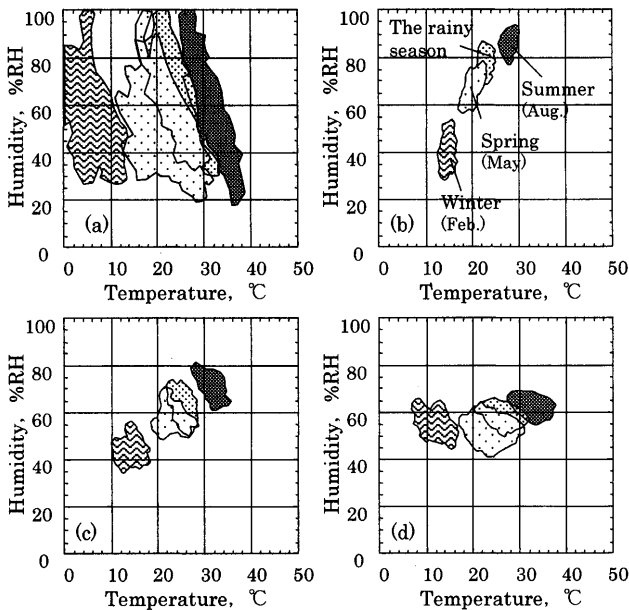 Humidity, %RH
100
80
60
40
20
0
(a)
0 10 20 30 40 50
Temperature, ℃
Humidity, %RH
100
80
60
40
20
0
The rainy
season
Summer
(Aug.)
Spring
(May)
Winter
(Feb.)
(b)
0 10 20 30 40 50
Temperature, ℃
Humidity, %RH
100
80
60
40
20
0
(c)
0 10 20 30 40 50
Temperature, ℃
Humidity, %RH
100
80
60
40
20
0
(d)
0 10 20 30 40 50
Temperature, ℃